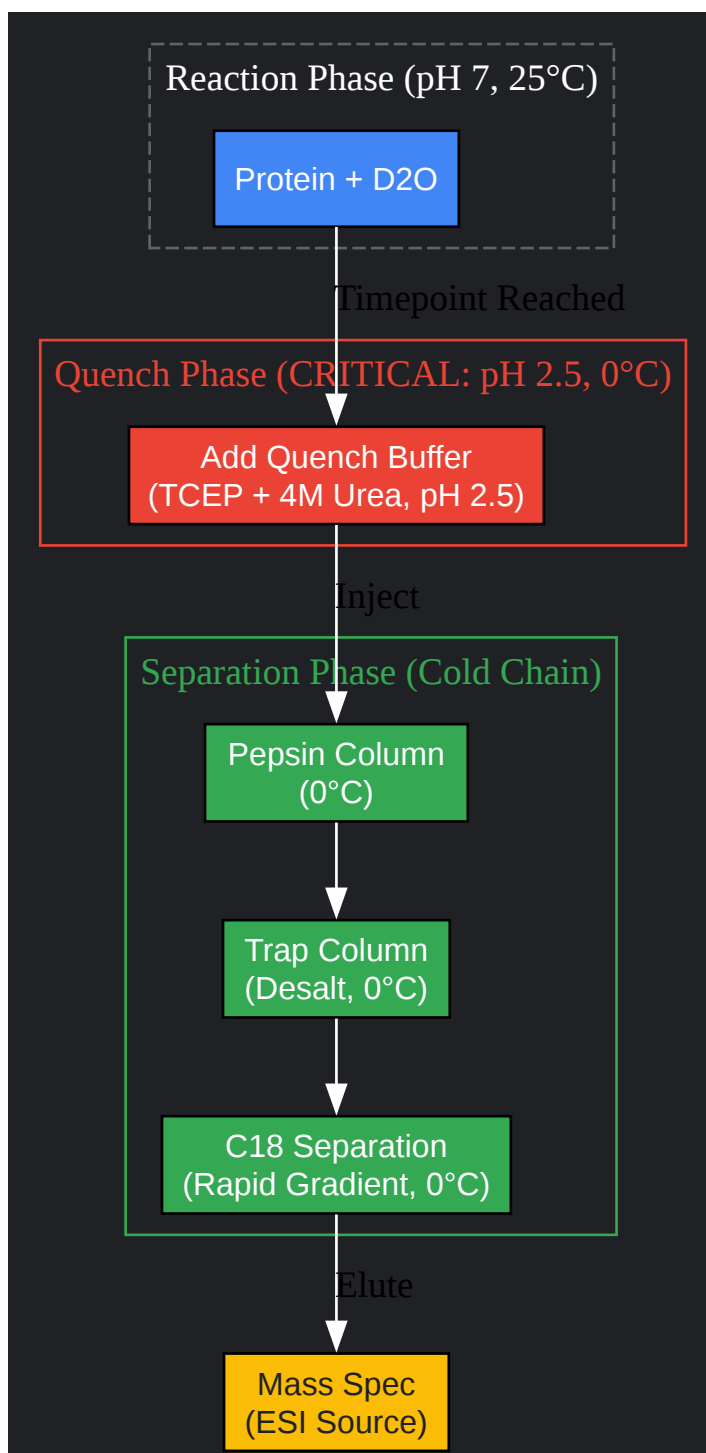 Reaction Phase (pH 7, 25°C)
Protein + D2O
Timepoint Reached
Quench Phase (CRITICAL: pH 2.5, 0°C)
Add Quench Buffer
(TCEP + 4M Urea, pH 2.5)
Inject
Separation Phase (Cold Chain)
Pepsin Column
(0°C)
Trap Column
(Desalt, 0°C)
C18 Separation
(Rapid Gradient, 0°C)
Elute
Mass Spec
(ESI Source)